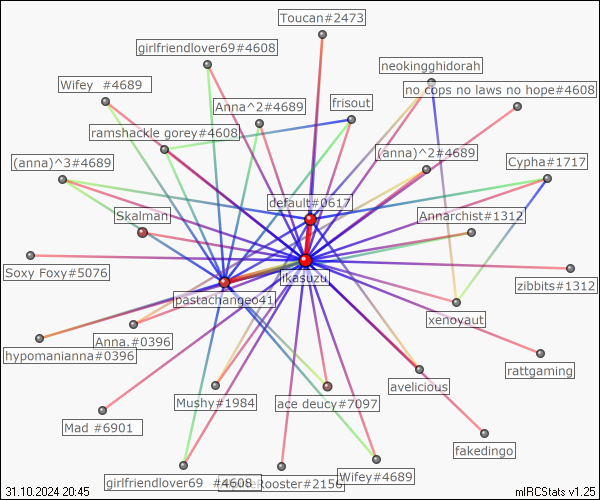 Toucan#2473
girlfriendlover69#4608
neokingghidorah
Wifey #4689
no cops no laws no hope#4608
Anna^2#4689
frisout
ramshackle gorey#4608
(anna)^3#4689
(anna)^2#4689
Cypha#1717
default#0617
Skalman
Annarchist#1312
Soxy Foxy#5076
likasuzu
zibbits#1312
pastachangeo41
xenoyaut
Anna.#0396
hypomanianna#0396
rattgaming
avelicious
Mushy#1984
ace deucy#7097
Mad #6901
fakedingo
Wifey#4689
girlfriendlover69 #4608
Rooster#2156
31.10.2024 20:45
mIRCStats v1.25